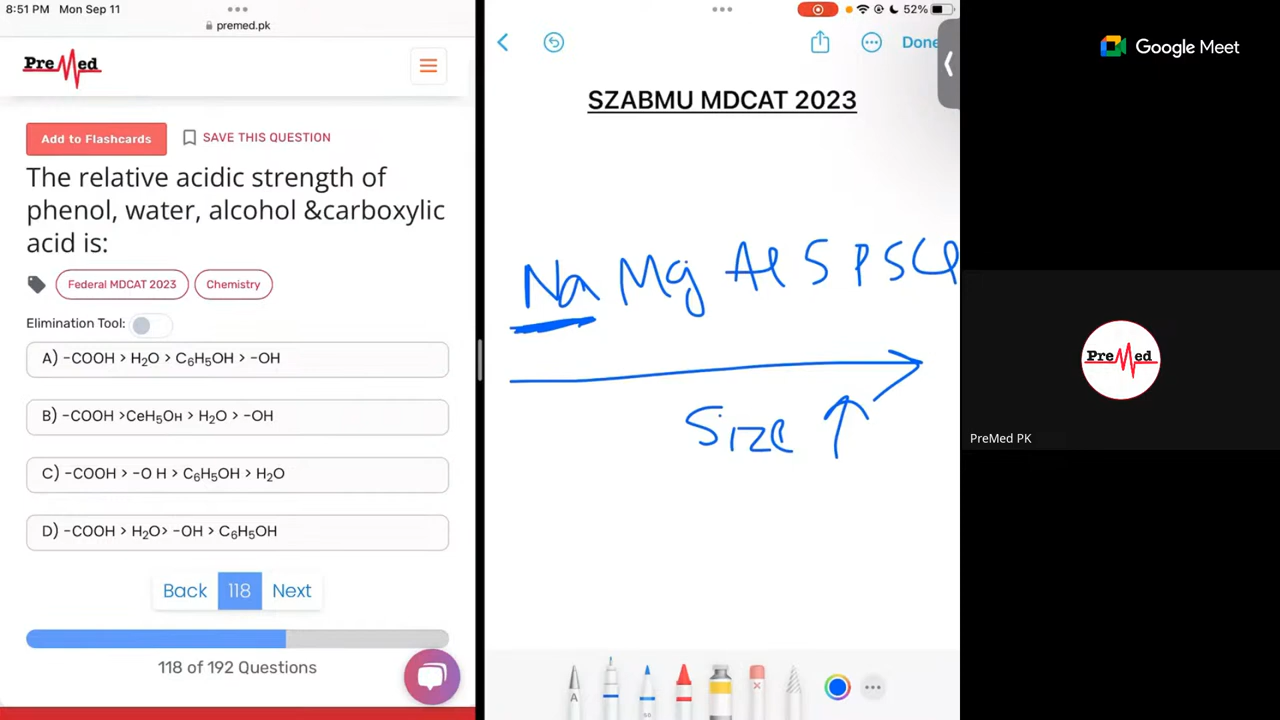 8:51 PM Mon Sep 11
premed.pk
PreMed
Add to Flashcards
SAVE THIS QUESTION
The relative acidic strength of
phenol, water, alcohol &carboxylic
acid is:
Federal MDCAT 2023
Chemistry
Elimination Tool:
A) -COOH > H₂O > C₆H₅OH > -OH
B) -COOH >CeH₅Oн > H₂O > -OH
C) -COOH > -O H > C₆H₅OH > H₂O
D) -COOH > H₂O> -OH > C₆H₅OH
Back 118 Next
118 of 192 Questions
52%
Done
SZABMU MDCAT 2023
Na Mg Al S P S Cl
Size ↑
Google Meet
PreMed
PreMed PK